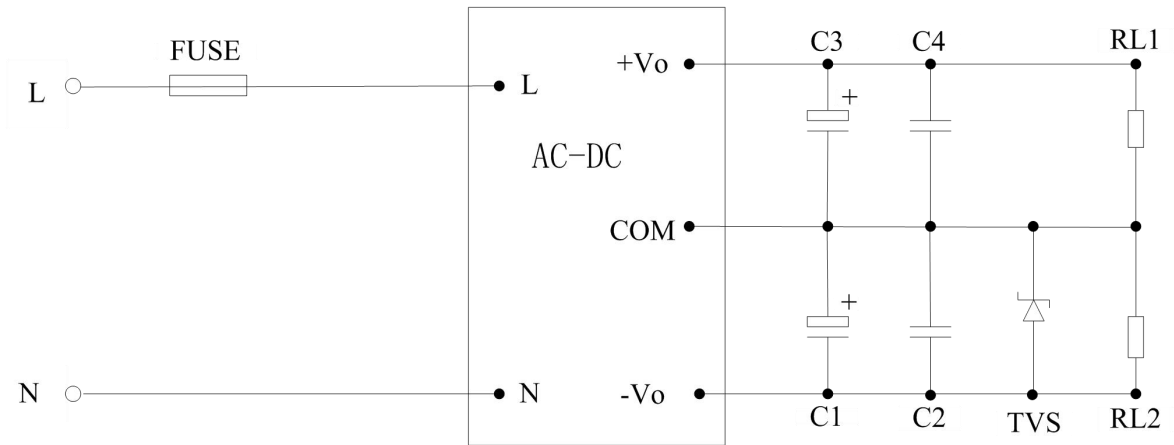 FUSE
L
L
AC-DC
+Vo
COM
-Vo
N
N
C3
C4
RL1
+
+
C1
C2
TVS
RL2